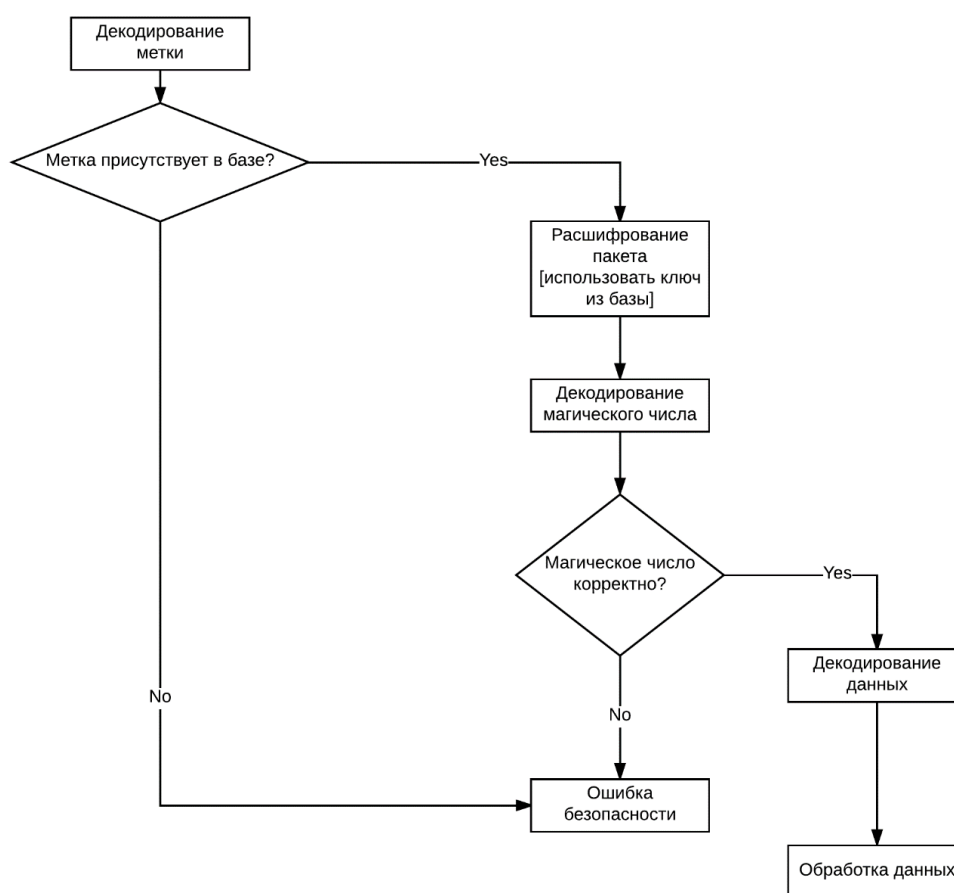 Декодирование
метки
Метка присутствует в базе?
Yes
Расшифрование
пакета
[использовать ключ
из базы]
Декодирование
магического числа
Магическое число
корректно?
Yes
Декодирование
данных
No
No
Ошибка
безопасности
Обработка данных